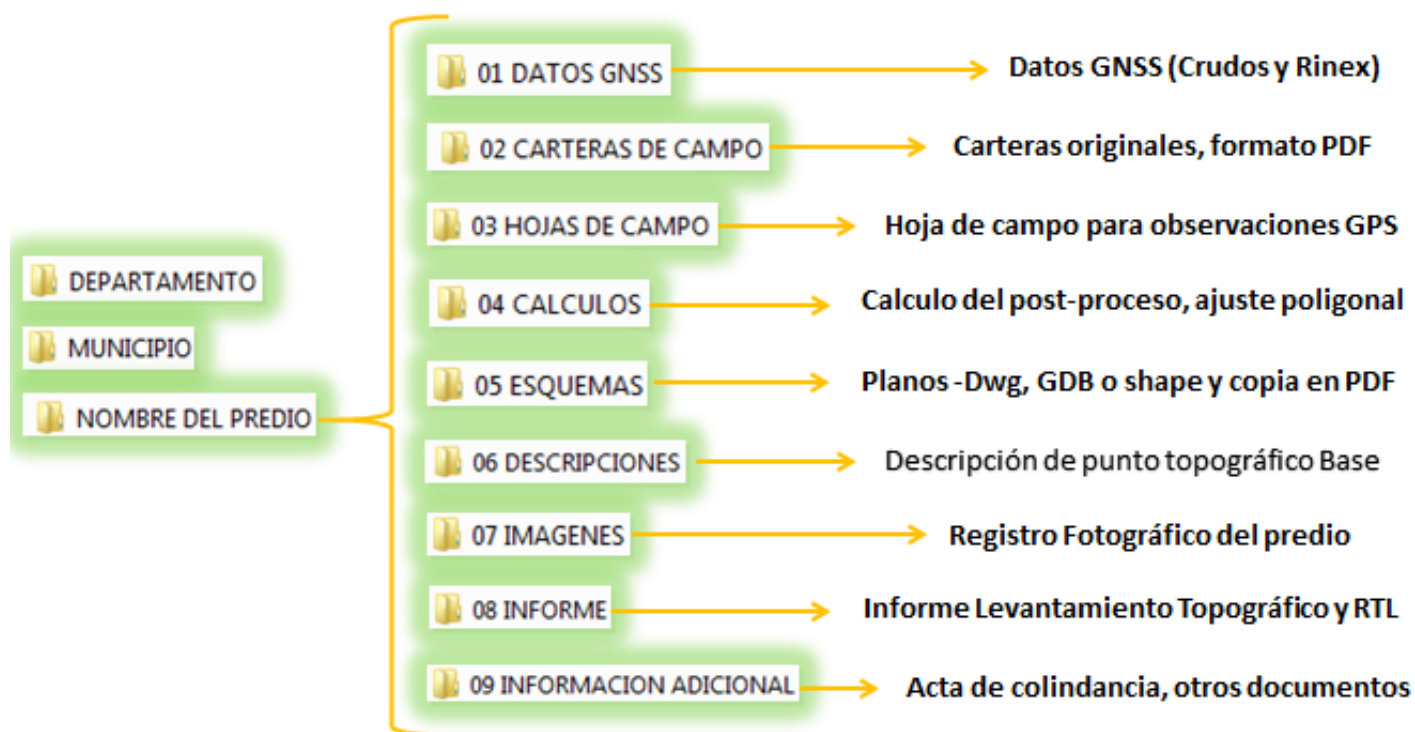 DEPARTAMENTO
MUNICIPIO
NOMBRE DEL PREDIO
01 DATOS GNSS
Datos GNSS (Crudos y Rinex)
02 CARTERAS DE CAMPO
Carteras originales, formato PDF
03 HOJAS DE CAMPO
Hoja de campo para observaciones GPS
04 CALCULOS
Calculo del post-proceso, ajuste poligonal
05 ESQUEMAS
Planos -Dwg, GDB o shape y copia en PDF
06 DESCRIPCIONES
Descripción de punto topográfico Base
07 IMAGENES
Registro Fotográfico del predio
08 INFORME
Informe Levantamiento Topográfico y RTL
09 INFORMACION ADICIONAL
Acta de colindancia, otros documentos